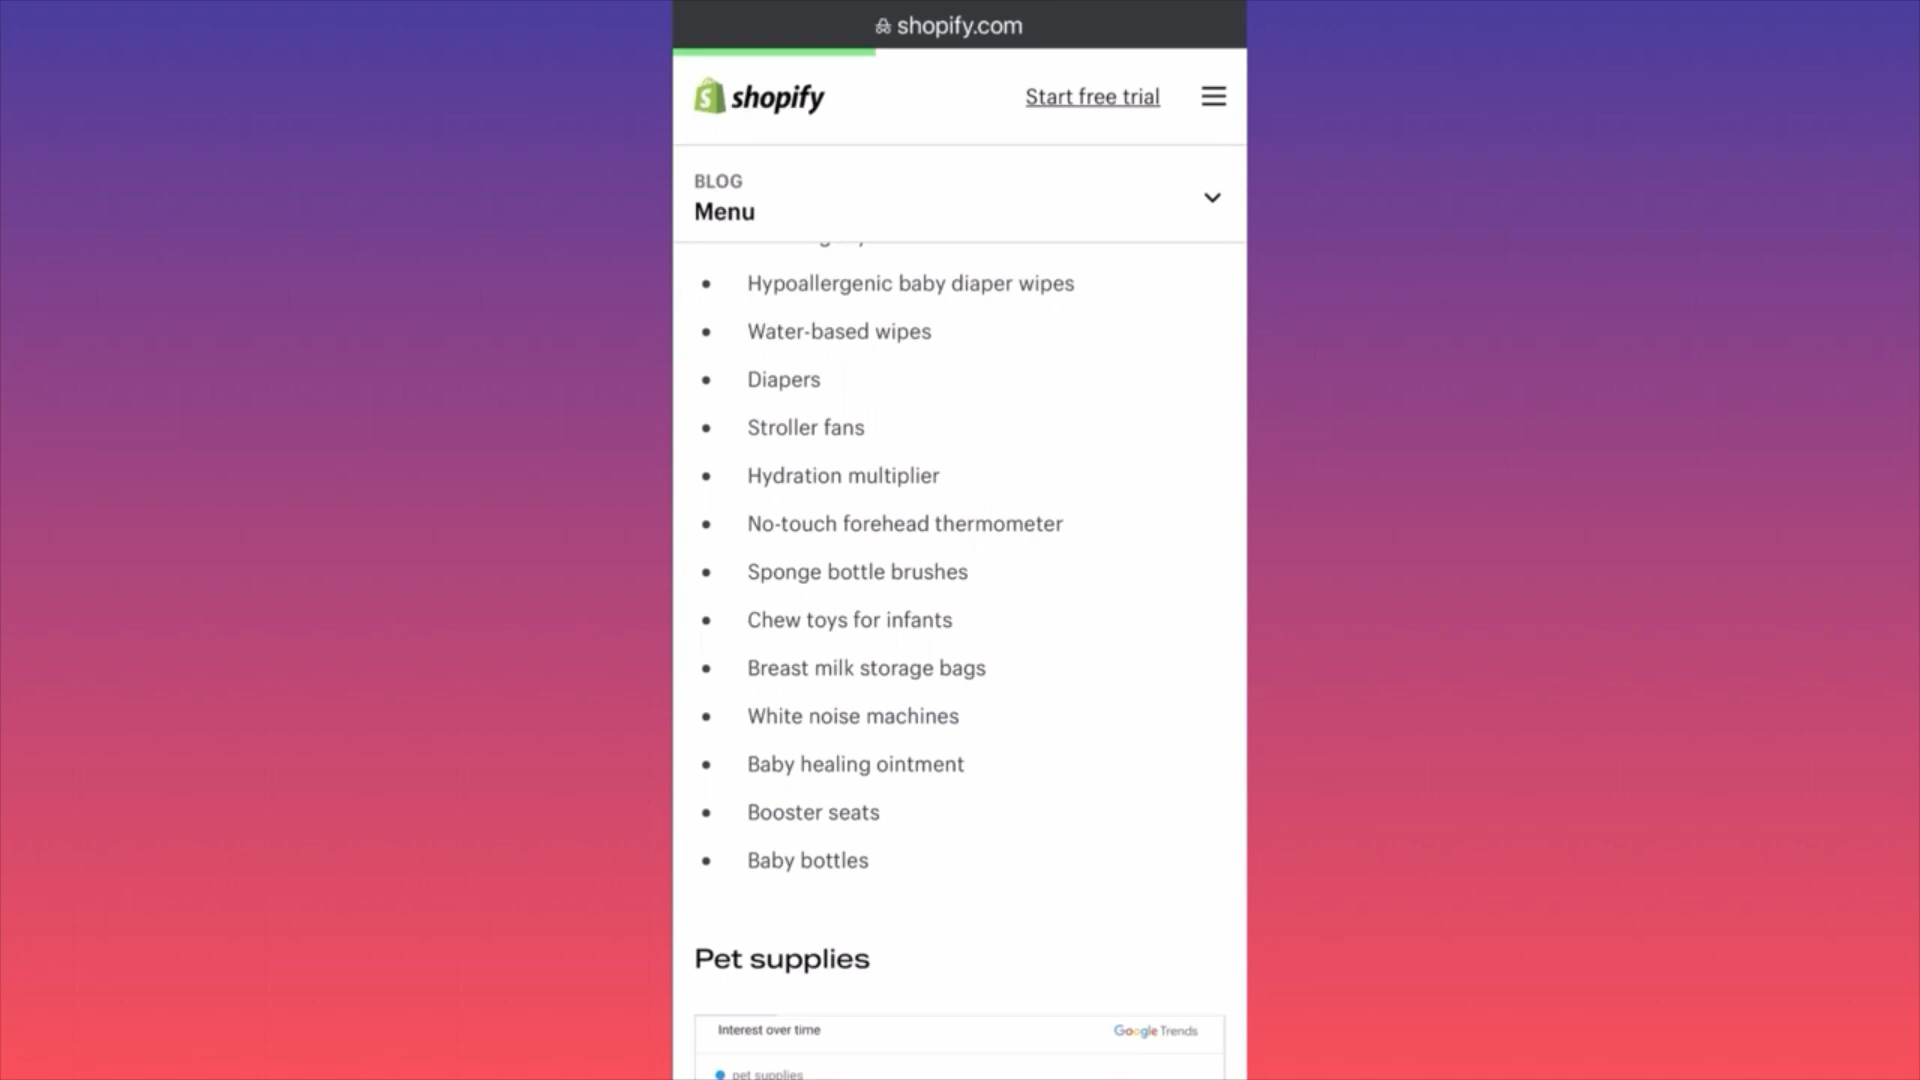 shopify.com
shopify
Start free trial
BLOG
Menu
Hypoallergenic baby diaper wipes
Water-based wipes
Diapers
Stroller fans
Hydration multiplier
No-touch forehead thermometer
Sponge bottle brushes
Chew toys for infants
Breast milk storage bags
White noise machines
Baby healing ointment
Booster seats
Baby bottles
Pet supplies
Interest over time
Google Trends
pet supplies